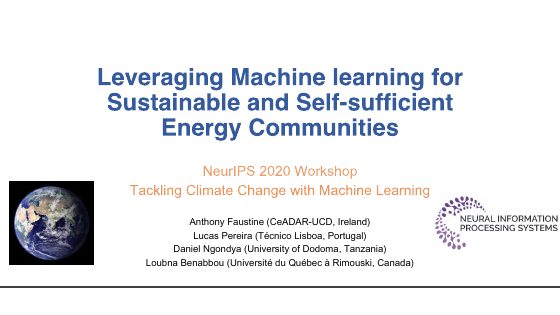 Leveraging Machine learning for
Sustainable and Self-sufficient
Energy Communities
NeurIPS 2020 Workshop
Tackling Climate Change with Machine Learning
Anthony Faustine (CeADAR-UCD, Ireland)
Lucas Pereira (Técnico Lisboa, Portugal)
Daniel Ngondya (University of Dodoma, Tanzania)
Loubna Benabbou (Université du Québec à Rimouski, Canada)
NEURAL INFORMATION
PROCESSING SYSTEMS